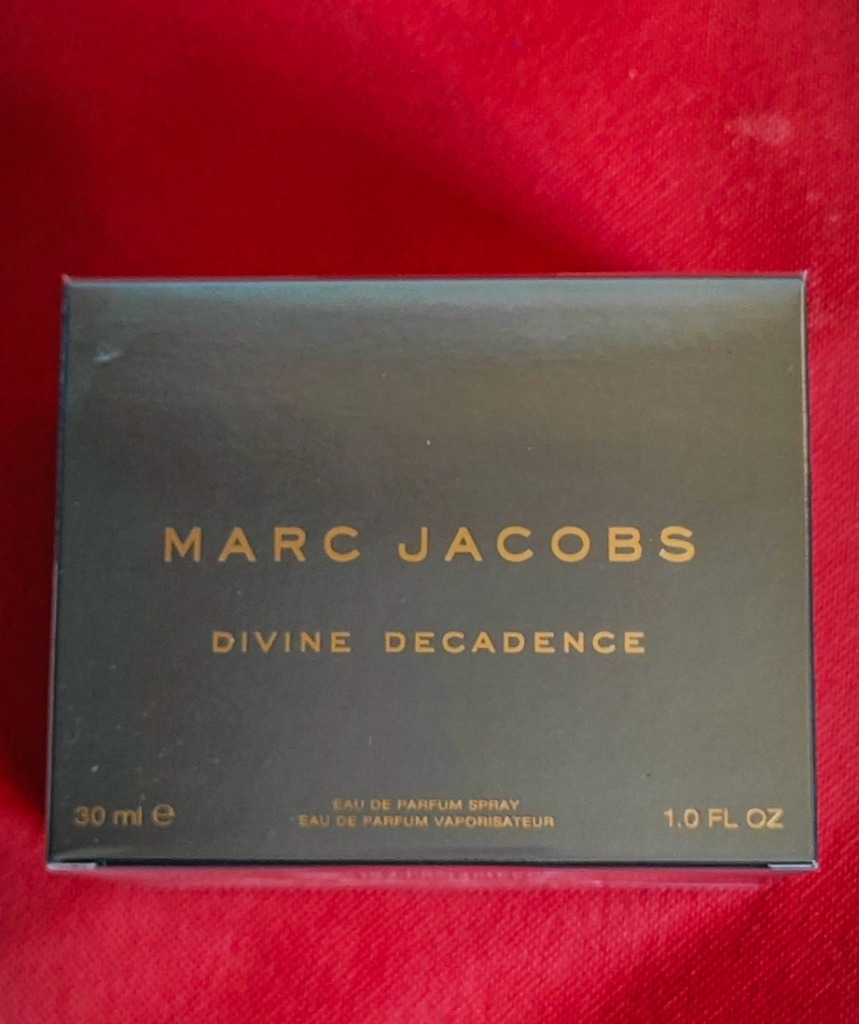 MARC JACOBS
DIVINE DECADENCE
EAU DE PARFUM SPRAY
EAU DE PARFUM VAPORISATEUR
30 ml ℮
1.0 FL OZ